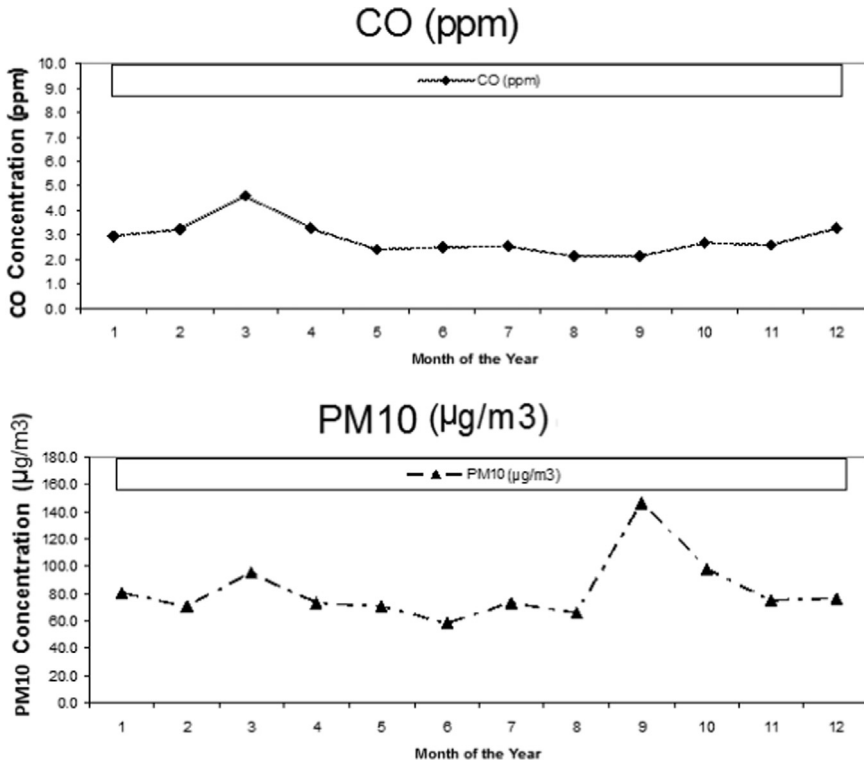 CO (ppm)
CO Concentration (ppm)
10.0
9.0
8.0
7.0
6.0
5.0
4.0
3.0
2.0
1.0
0.0
CO (ppm)
1 2 3 4 5 6 7 8 9 10 11 12
Month of the Year
PM10 (µg/m3)
PM10 Concentration (µg/m3)
180.0
160.0
140.0
120.0
100.0
80.0
60.0
40.0
20.0
0.0
PM10 (µg/m3)
1 2 3 4 5 6 7 8 9 10 11 12
Month of the Year